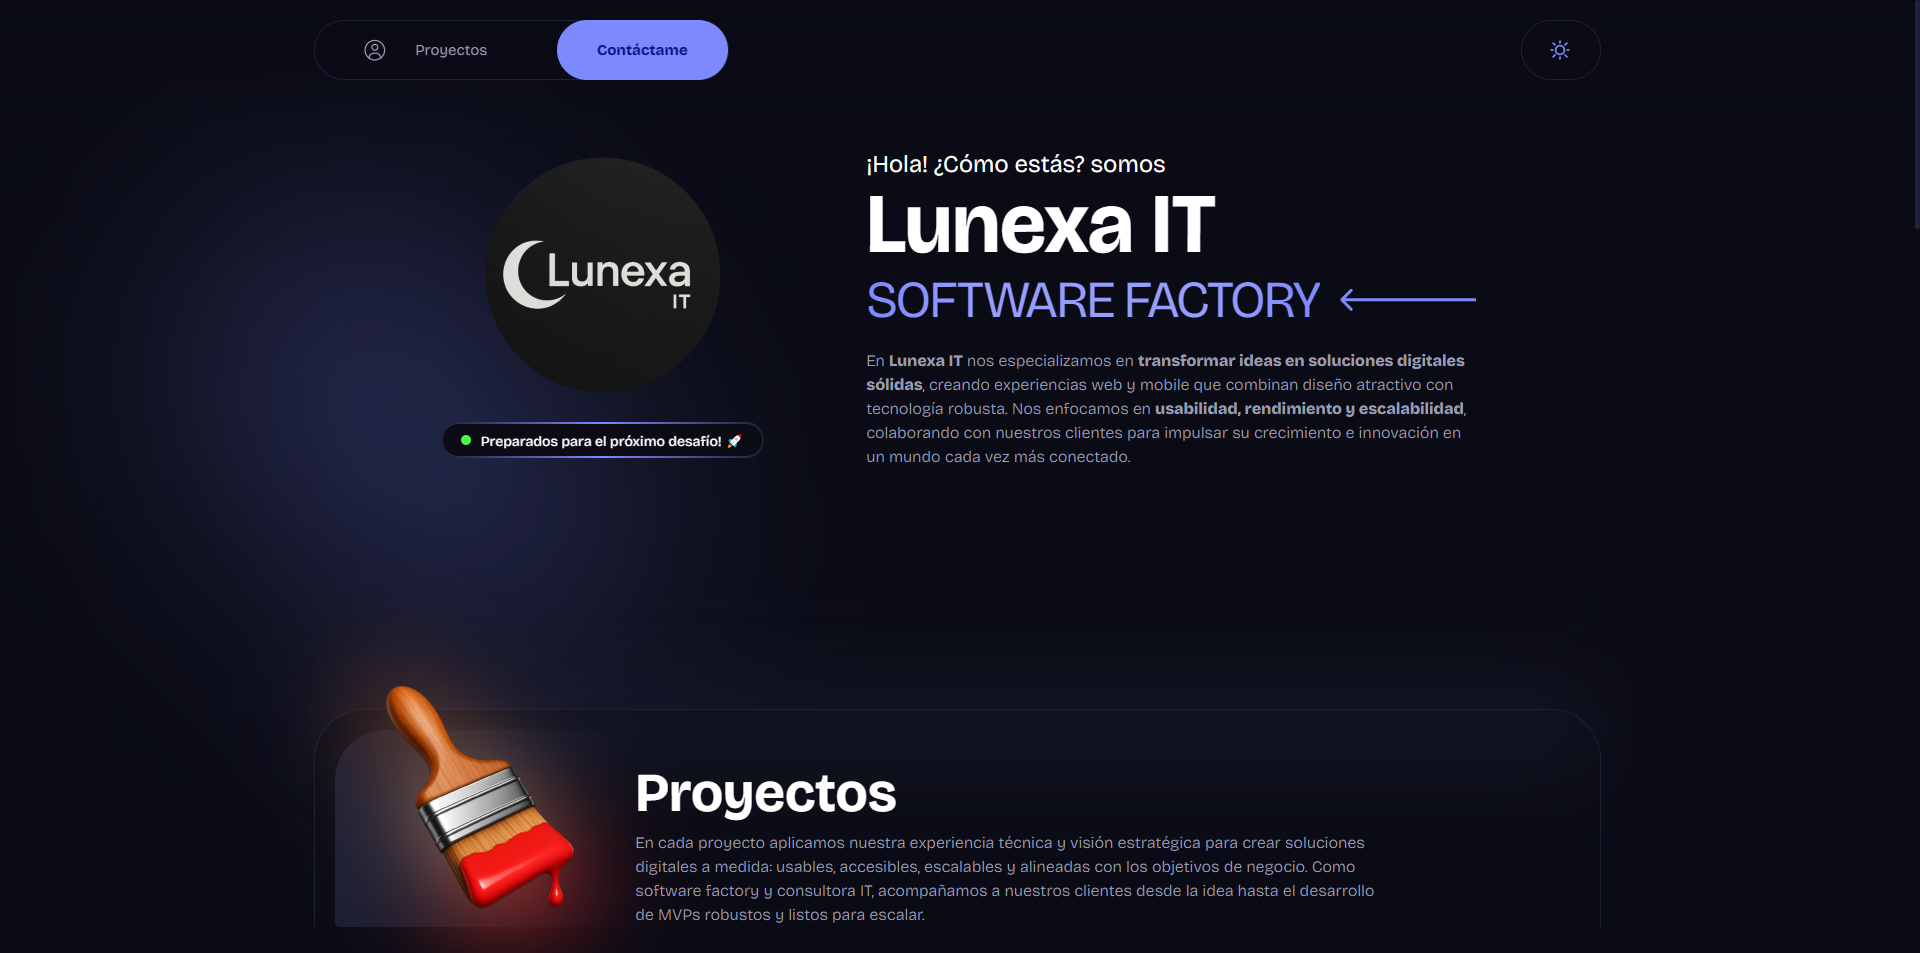 Proyectos
Contáctame
Lunexa
IT
Preparados para el próximo desafío! 🚀
¡Hola! ¿Cómo estás? somos
Lunexa IT
SOFTWARE FACTORY
En Lunexa IT nos especializamos en transformar ideas en soluciones digitales
sólidas, creando experiencias web y mobile que combinan diseño atractivo con
tecnología robusta. Nos enfocamos en usabilidad, rendimiento y escalabilidad,
colaborando con nuestros clientes para impulsar su crecimiento e innovación en
un mundo cada vez más conectado.
Proyectos
En cada proyecto aplicamos nuestra experiencia técnica y visión estratégica para crear soluciones
digitales a medida: usables, accesibles, escalables y alineadas con los objetivos de negocio. Como
software factory y consultora IT, acompañamos a nuestros clientes desde la idea hasta el desarrollo
de MVPs robustos y listos para escalar.